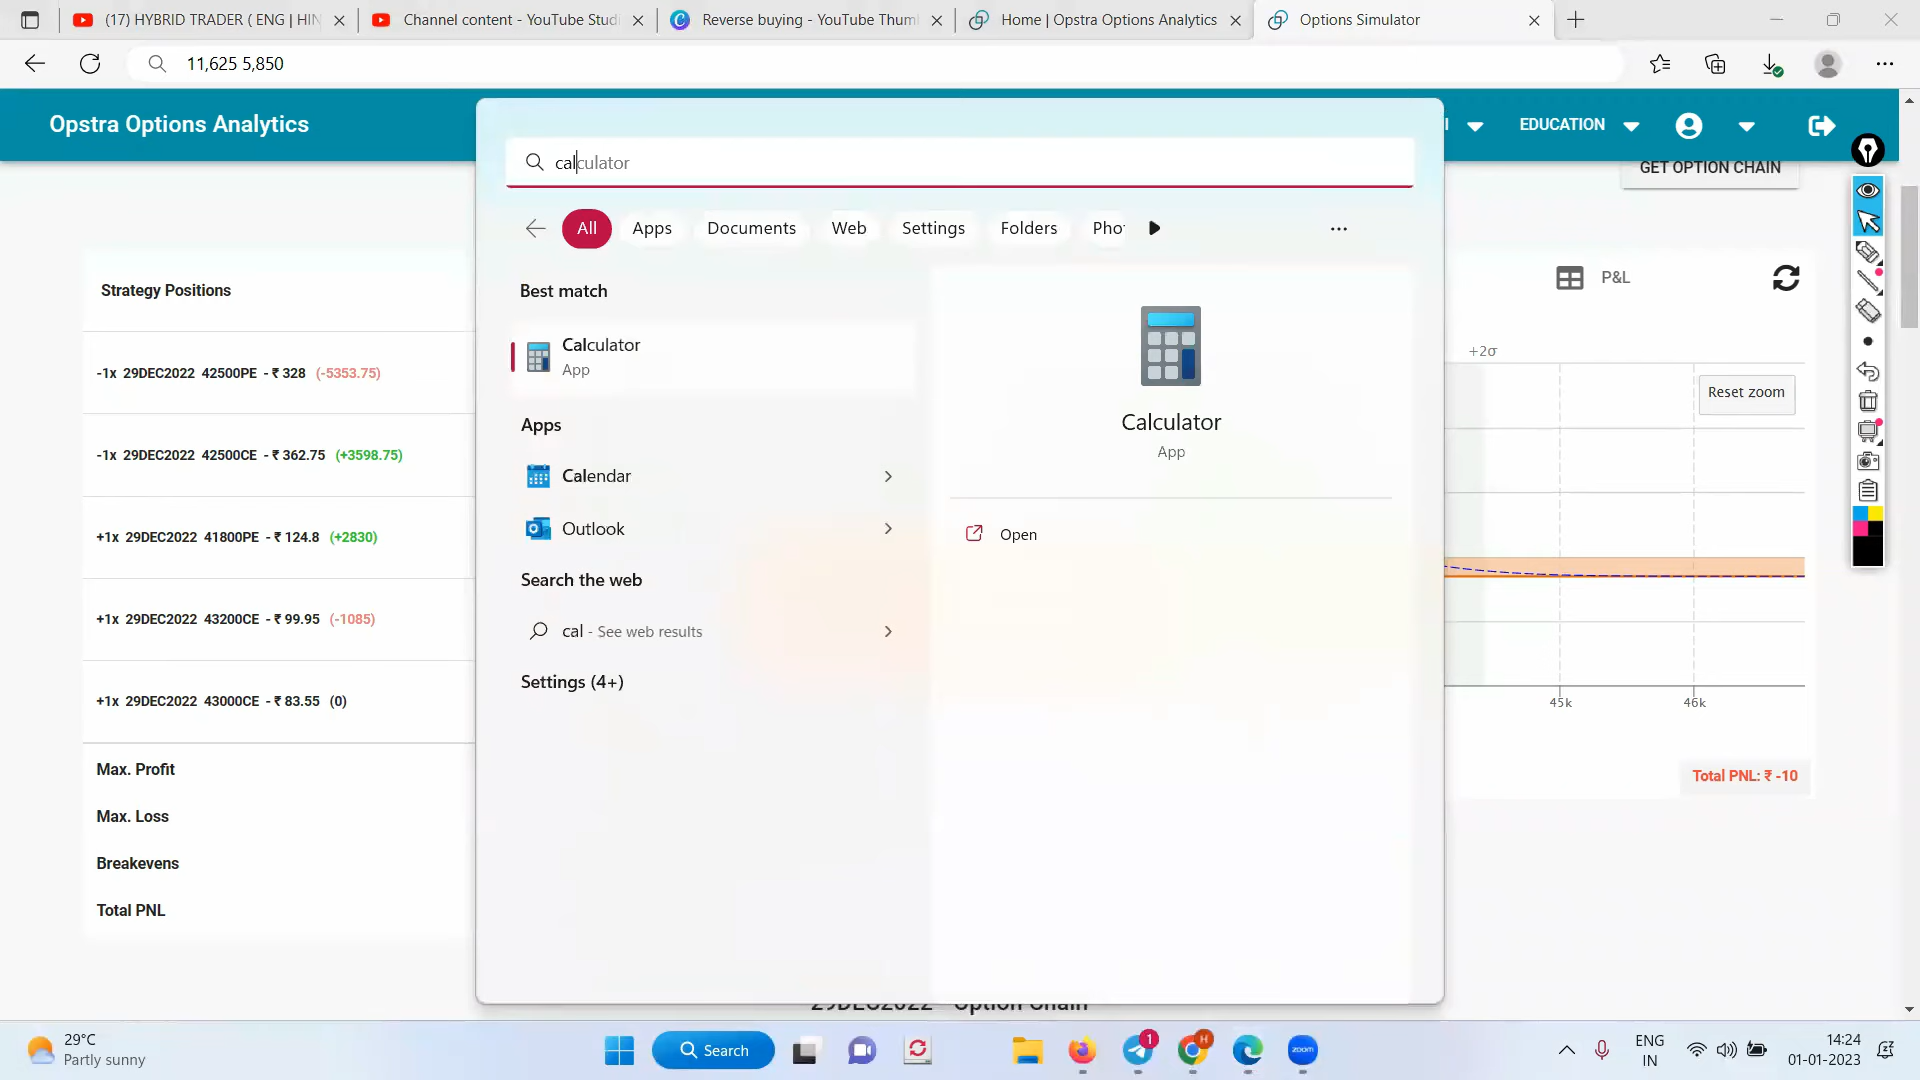 (17) HYBRID TRADER ( ENG | HIN
Channel content - YouTube Studi
Reverse buying - YouTube Thum
Home | Opstra Options Analytics
Options Simulator
11,625 5,850
Opstra Options Analytics
EDUCATION
GET OPTION CHAIN
calculator
All
Apps
Documents
Web
Settings
Folders
Pho
Best match
Calculator
App
Apps
Calendar
Outlook
Search the web
cal - See web results
Settings (4+)
Calculator
App
Open
Strategy Positions
-1x 29DEC2022 42500PE - ₹ 328 (-5353.75)
-1x 29DEC2022 42500CE - ₹ 362.75 (+3598.75)
+1x 29DEC2022 41800PE - ₹ 124.8 (+2830)
+1x 29DEC2022 43200CE - ₹ 99.95 (-1085)
+1x 29DEC2022 43000CE - ₹ 83.55 (0)
Max. Profit
Max. Loss
Breakevens
Total PNL
P&L
+2σ
Reset zoom
45k
46k
Total PNL: ₹ -10
29DEC2022 - Option Chain
29°C
Partly sunny
Search
1
H
zoom
ENG
IN
14:24
01-01-2023